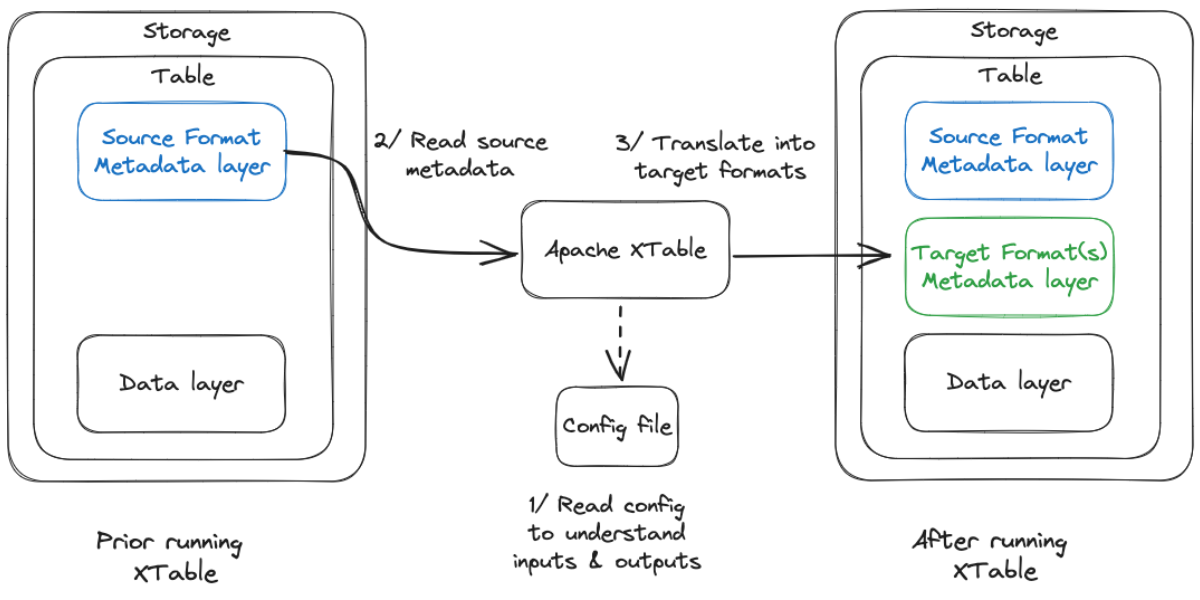 Storage
Table
Source Format
Metadata layer
Data layer
Prior running
XTable
2/ Read source
metadata
3/ Translate into
target formats
Apache XTable
Config file
1/ Read config
to understand
inputs & outputs
Storage
Table
Source Format
Metadata layer
Target Format(s)
Metadata layer
Data layer
After running
XTable